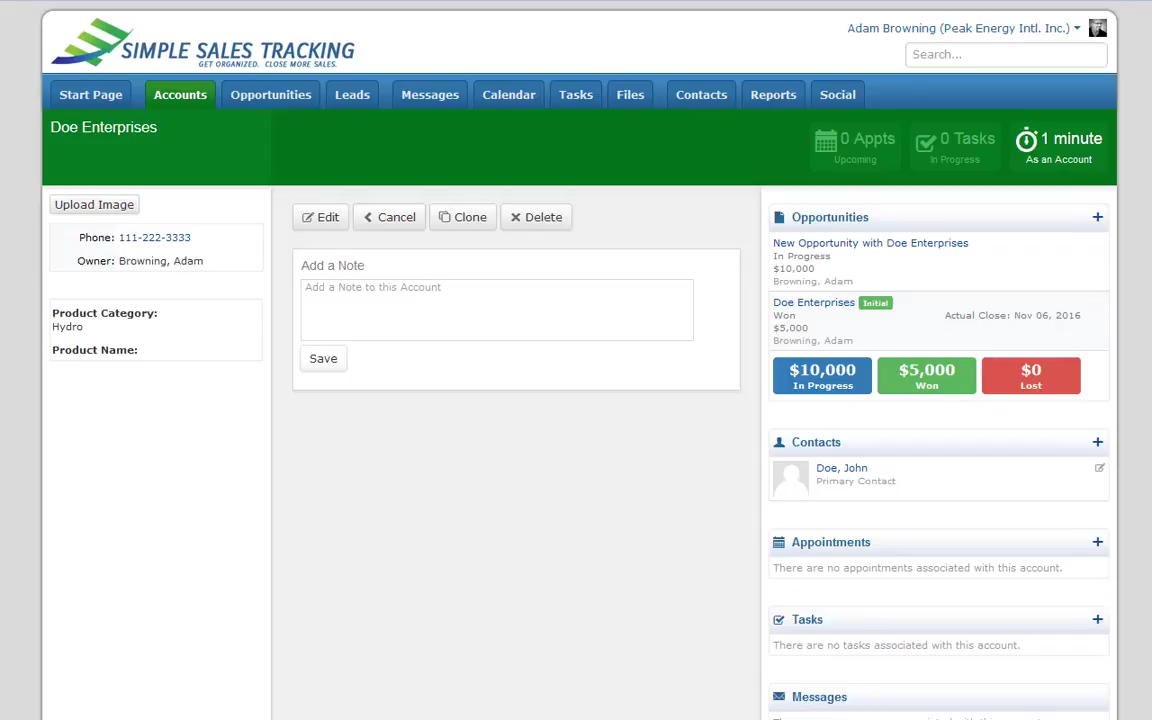 SIMPLE SALES TRACKING
GET ORGANIZED. CLOSE MORE SALES.
Adam Browning (Peak Energy Intl. Inc.)
Search...
Start Page
Accounts
Opportunities
Leads
Messages
Calendar
Tasks
Files
Contacts
Reports
Social
Doe Enterprises
0 Appts
Upcoming
0 Tasks
In Progress
1 minute
As an Account
Upload Image
Phone: 111-222-3333
Owner: Browning, Adam
Product Category:
Hydro
Product Name:
Edit
Cancel
Clone
Delete
Add a Note
Add a Note to this Account
Save
Opportunities
New Opportunity with Doe Enterprises
In Progress
$10,000
Browning, Adam
Doe Enterprises Initial
Won
Actual Close: Nov 06, 2016
$5,000
Browning, Adam
$10,000
In Progress
$5,000
Won
$0
Lost
Contacts
Doe, John
Primary Contact
Appointments
There are no appointments associated with this account.
Tasks
There are no tasks associated with this account.
Messages